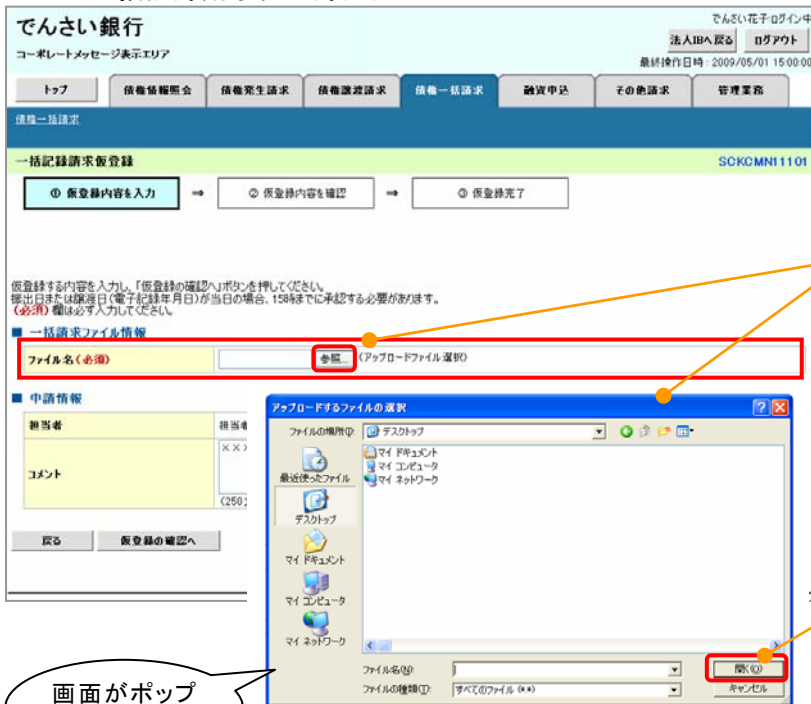 でんさい銀行
でんさい花子:ログイン中
コーポレートメッセージ表示エリア
法人IBへ戻る ログアウト
最終操作日時:2009/05/01 15:00:00
トップ 債権情報照会 債権発生請求 債権譲渡請求 債権一括請求 融資申込 その他請求 管理業務
債権一括請求
一括記録請求仮登録 SCKCMN11101
① 仮登録内容を入力 ⇒ ② 仮登録内容を確認 ⇒ ③ 仮登録完了
仮登録する内容を入力し、「仮登録の確認へ」ボタンを押してください。
振出日または譲渡日(電子記録年月日)が当日の場合、15時までに承認する必要があります。
(必須)欄は必ず入力してください。
■ 一括請求ファイル情報
ファイル名(必須) 参照... (アップロードファイル選択)
■ 申請情報
担当者 担当者
コメント ×××
(250
戻る 仮登録の確認へ
アップロードするファイルの選択
ファイルの場所(I): デスクトップ
マイ ドキュメント
マイ コンピュータ
マイ ネットワーク
最近使ったファイル
デスクトップ
マイ ドキュメント
マイ コンピュータ
マイ ネットワーク
ファイル名(N): 開く(O)
ファイルの種類(T): すべてのファイル (*.*) キャンセル
画面がポップ